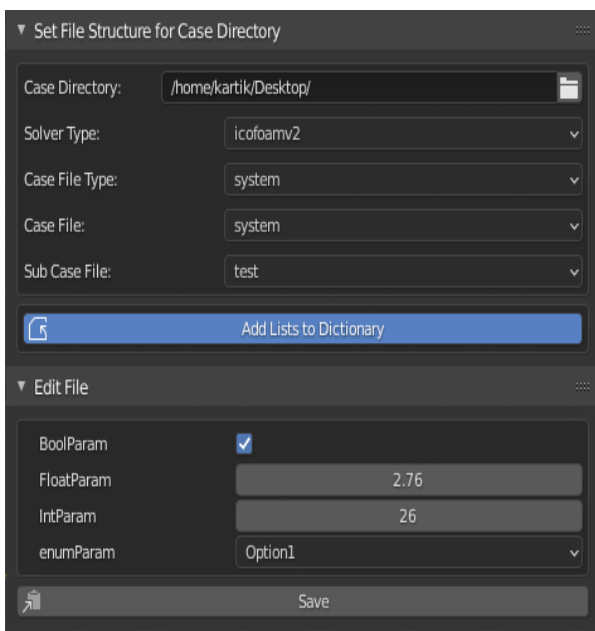 Set File Structure for Case Directory
Case Directory: /home/kartik/Desktop/
Solver Type: icofoamv2
Case File Type: system
Case File: system
Sub Case File: test
Add Lists to Dictionary
Edit File
BoolParam
FloatParam 2.76
IntParam 26
enumParam Option1
Save